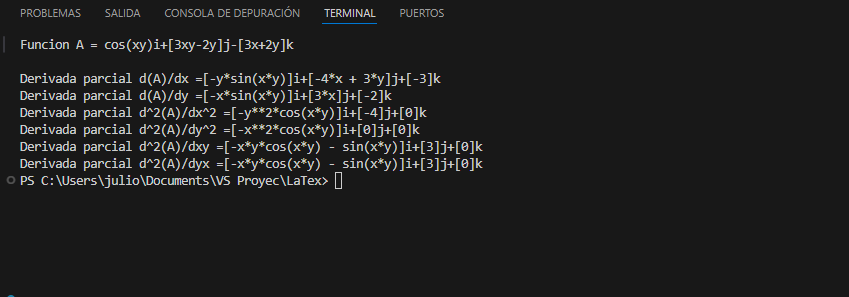 PROBLEMAS SALIDA CONSOLA DE DEPURACIÓN TERMINAL PUERTOS
Funcion A = cos(xy)i+[3xy-2y]j-[3x+2y]k
Derivada parcial d(A)/dx =[-y*sin(x*y)]i+[-4*x + 3*y]j+[-3]k
Derivada parcial d(A)/dy =[-x*sin(x*y)]i+[3*x]j+[-2]k
Derivada parcial d^2(A)/dx^2 =[-y**2*cos(x*y)]i+[-4]j+[0]k
Derivada parcial d^2(A)/dy^2 =[-x**2*cos(x*y)]i+[0]j+[0]k
Derivada parcial d^2(A)/dxy =[-x*y*cos(x*y) - sin(x*y)]i+[3]j+[0]k
Derivada parcial d^2(A)/dyx =[-x*y*cos(x*y) - sin(x*y)]i+[3]j+[0]k
PS C:\Users\julio\Documents\VS Proyec\LaTex>